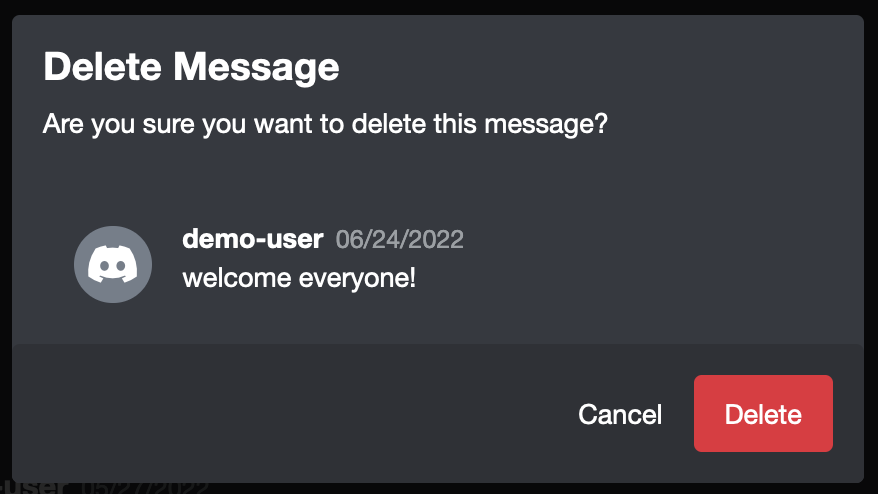 Delete Message
Are you sure you want to delete this message?
demo-user 06/24/2022
welcome everyone!
Cancel Delete
-user 05/27/2022